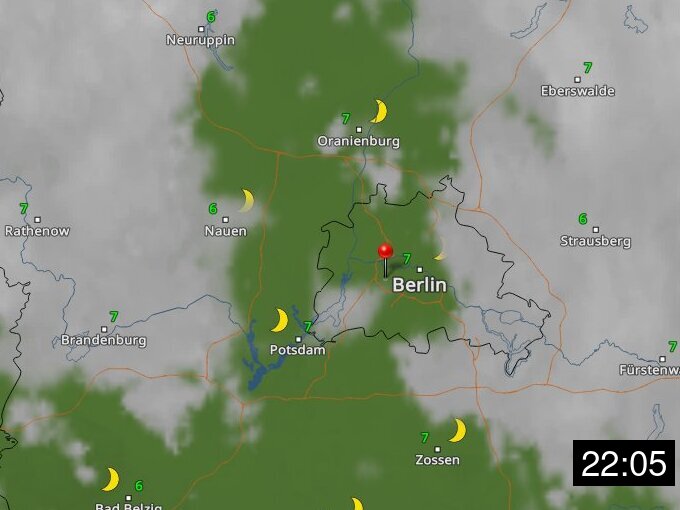 6
Neuruppin
7
Eberswalde
7
Oranienburg
6
Nauen
7
Rathenow
6
Strausberg
7
Berlin
7
Brandenburg
7
Potsdam
7
Fürstenwa
7
Zossen
22:05
6
Bad Belzig